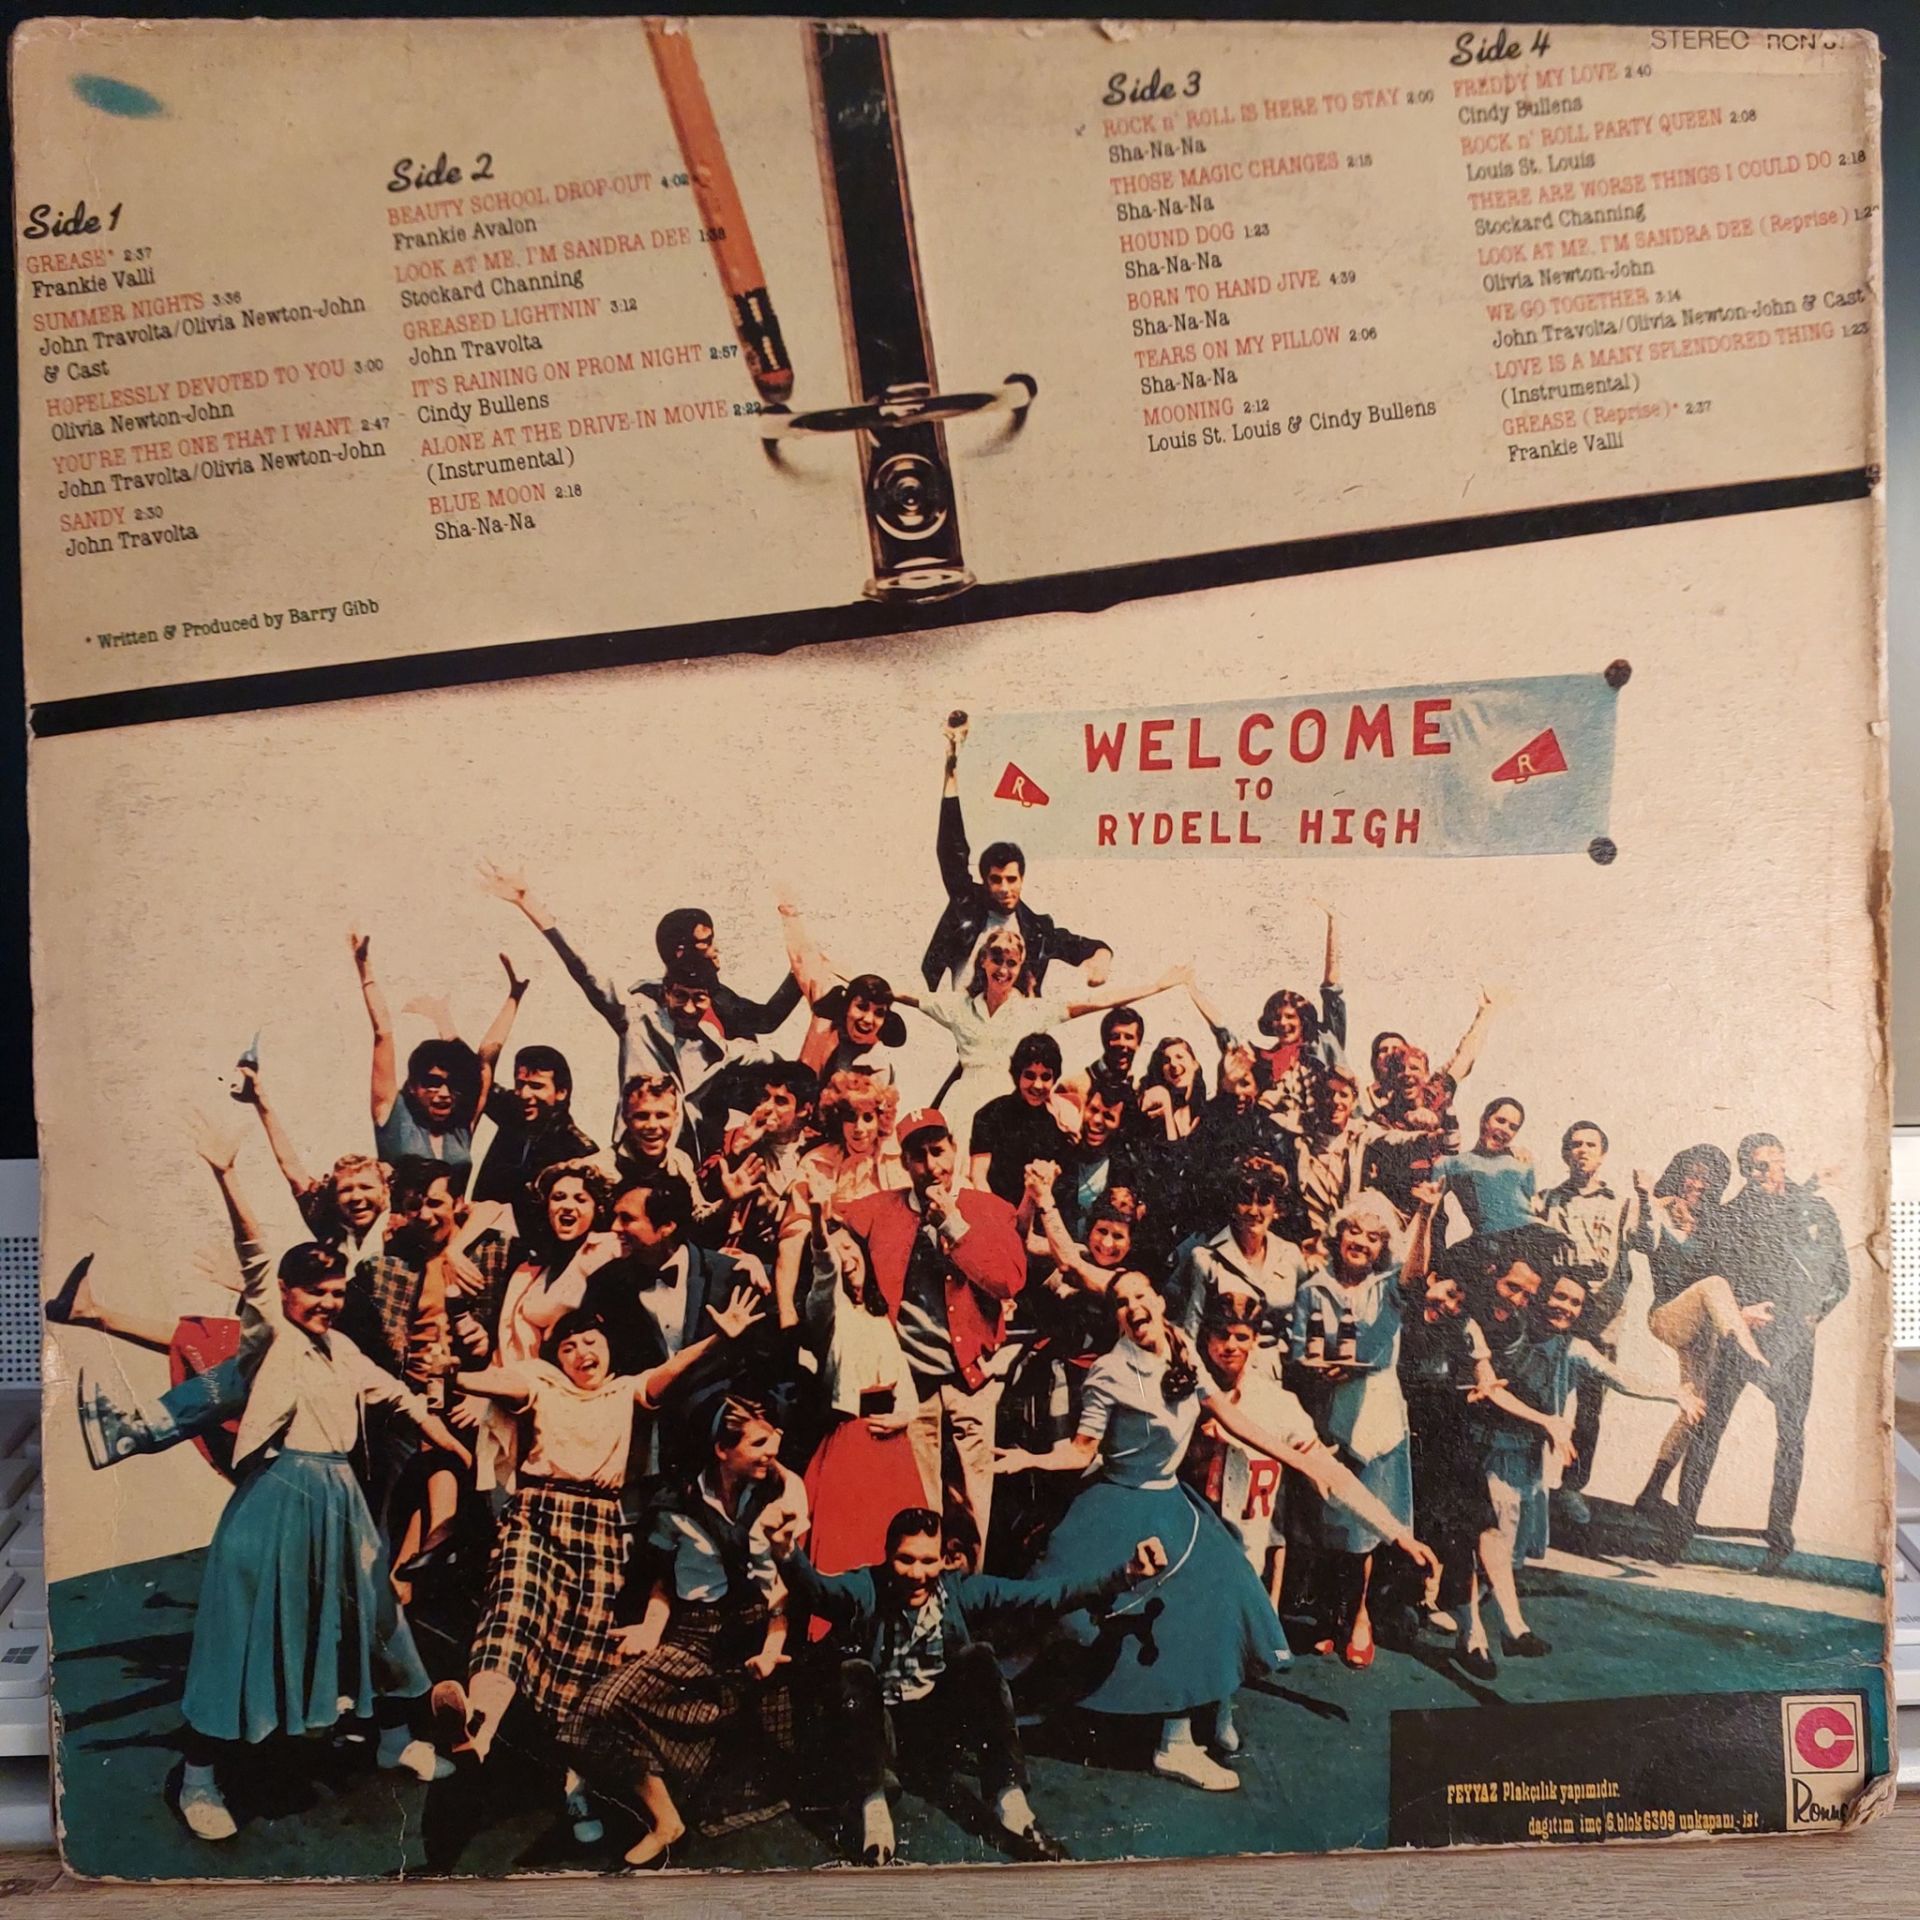 Side 1
GREASE* 2:37
Frankie Valli
SUMMER NIGHTS 3:36
John Travolta/Olivia Newton-John
& Cast
HOPELESSLY DEVOTED TO YOU 3:00
Olivia Newton-John
YOU'RE THE ONE THAT I WANT 2:47
John Travolta/Olivia Newton-John
SANDY 2:30
John Travolta
* Written & Produced by Barry Gibb
Side 2
BEAUTY SCHOOL DROP-OUT 4:02
Frankie Avalon
LOOK AT ME, I'M SANDRA DEE 1:38
Stockard Channing
GREASED LIGHTNIN' 3:12
John Travolta
IT'S RAINING ON PROM NIGHT 2:57
Cindy Bullens
ALONE AT THE DRIVE-IN MOVIE 2:22
(Instrumental)
BLUE MOON 2:18
Sha-Na-Na
Side 3
ROCK n' ROLL IS HERE TO STAY 2:00
Sha-Na-Na
THOSE MAGIC CHANGES 2:15
Sha-Na-Na
HOUND DOG 1:23
Sha-Na-Na
BORN TO HAND JIVE 4:39
Sha-Na-Na
TEARS ON MY PILLOW 2:06
Sha-Na-Na
MOONING 2:12
Louis St. Louis & Cindy Bullens
STEREO
Side 4
FREDDY MY LOVE 2:40
Cindy Bullens
ROCK n' ROLL PARTY QUEEN 2:08
Louis St. Louis
THERE ARE WORSE THINGS I COULD DO 2:18
Stockard Channing
LOOK AT ME, I'M SANDRA DEE (Reprise)
Olivia Newton-John
WE GO TOGETHER 3:14
John Travolta/Olivia Newton-John & Cast
LOVE IS A MANY SPLENDORED THING 1:23
(Instrumental)
GREASE (Reprise)* 2:37
Frankie Valli
WELCOME
TO
RYDELL HIGH
R
R
R
R
C
FEYYAZ Plakçılık yapımıdır.
dağıtım imç 6.blok 6309 unkapanı-ist